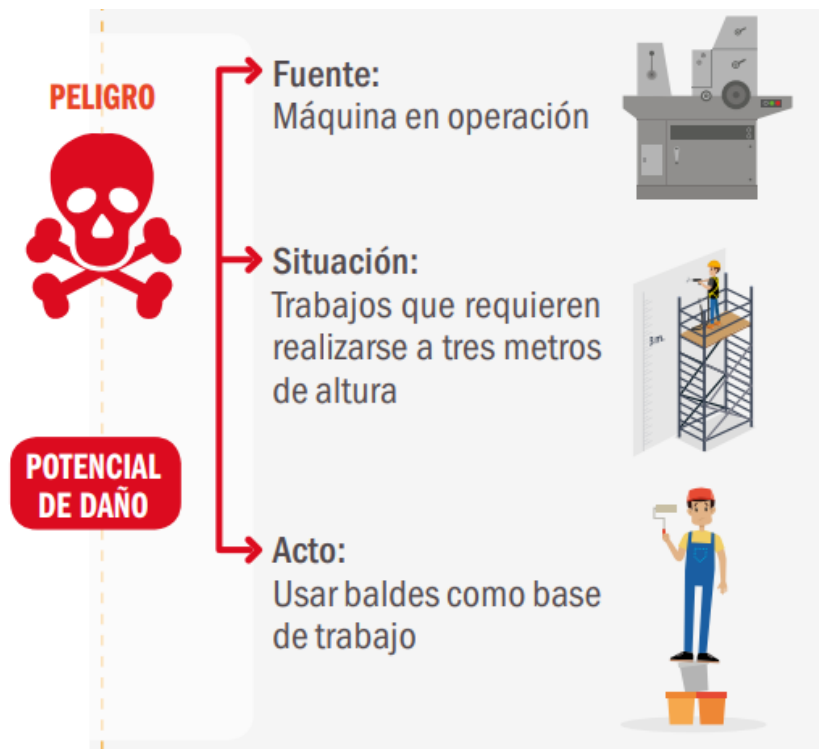 PELIGRO
POTENCIAL
DE DAÑO
Fuente:
Máquina en operación
Situación:
Trabajos que requieren
realizarse a tres metros
de altura
3 m.
Acto:
Usar baldes como base
de trabajo